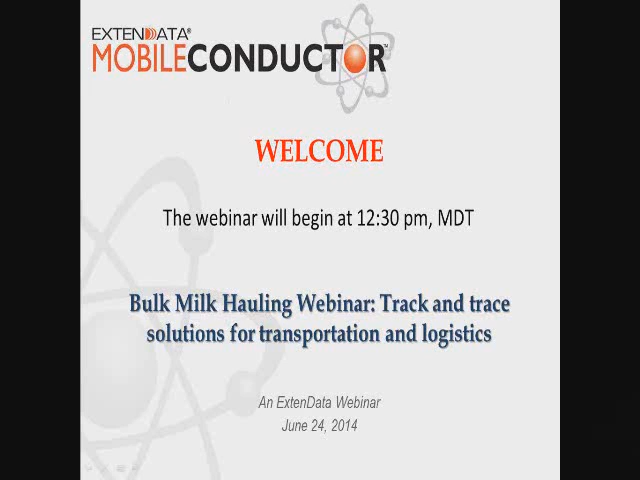 EXTENDATA®
MOBILECONDUCTOR™
WELCOME
The webinar will begin at 12:30 pm, MDT
Bulk Milk Hauling Webinar: Track and trace
solutions for transportation and logistics
An ExtenData Webinar
June 24, 2014